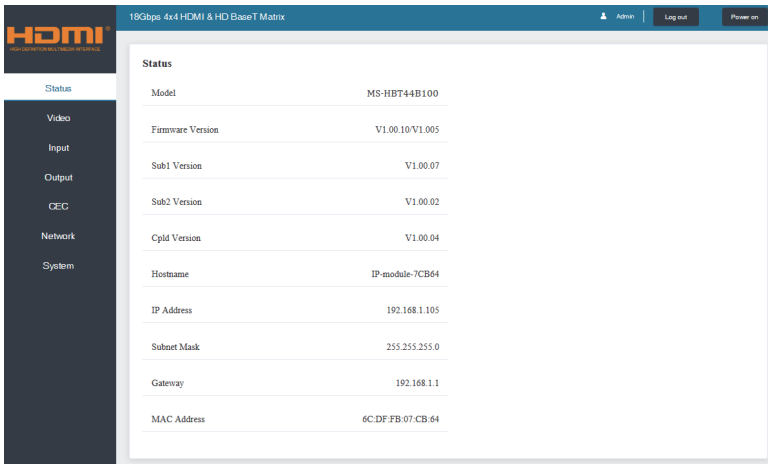 18Gbps 4x4 HDMI & HD BaseT Matrix
Admin
Log out
Power on
HDMI®
HIGH DEFINITION MULTIMEDIA INTERFACE
Status
Video
Input
Output
CEC
Network
System
Status
Model MS-HBT44B100
Firmware Version V1.00.10/V1.005
Sub1 Version V1.00.07
Sub2 Version V1.00.02
Cpld Version V1.00.04
Hostname IP-module-7CB64
IP Address 192.168.1.105
Subnet Mask 255.255.255.0
Gateway 192.168.1.1
MAC Address 6C:DF:FB:07:CB:64